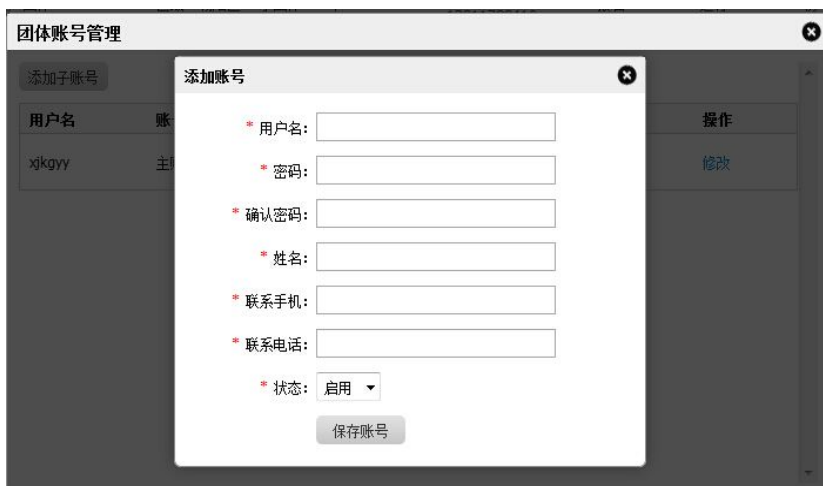 团体账号管理
添加子账号
添加账号
用户名 账 操作
* 用户名:
xjkgyy 主 修改
* 密码:
* 确认密码:
* 姓名:
* 联系手机:
* 联系电话:
* 状态: 启用
保存账号